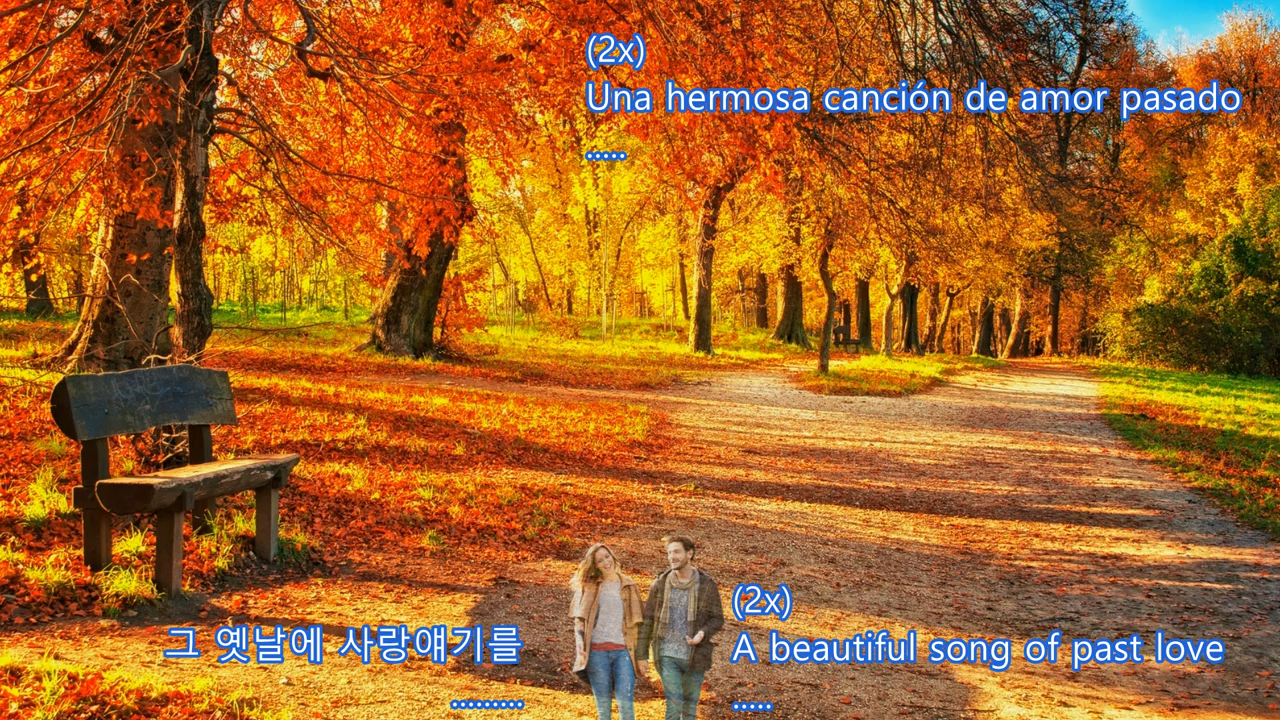 (2x)
Una hermosa canción de amor pasado
.....
그 옛날에 사랑얘기를
.........
(2x)
A beautiful song of past love
.....